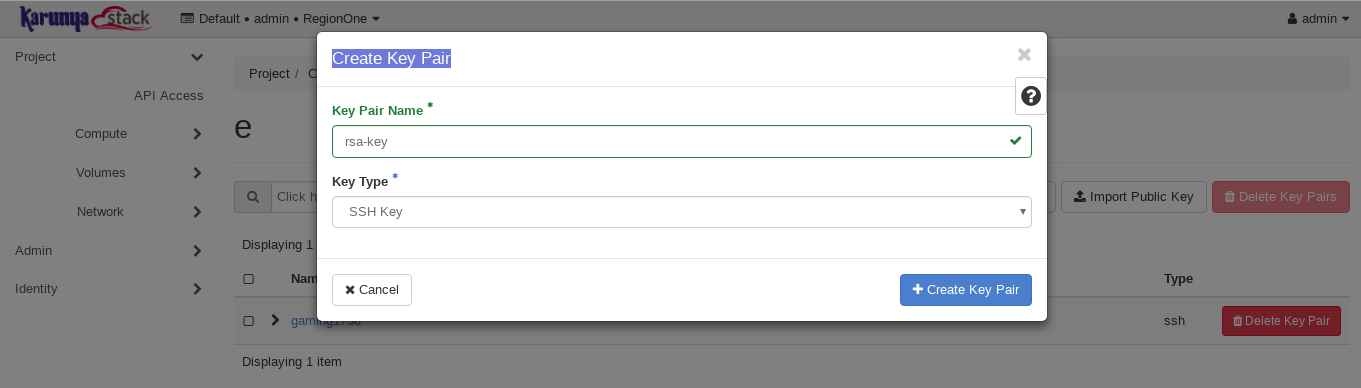 Karunya stack
Default • admin • RegionOne
admin
Project
API Access
Compute
Volumes
Network
Admin
Identity
Project /
e
Click h
Import Public Key
Delete Key Pairs
Displaying 1
Type
ssh
Delete Key Pair
Displaying 1 item
Create Key Pair
Key Pair Name *
rsa-key
Key Type *
SSH Key
Cancel
Create Key Pair